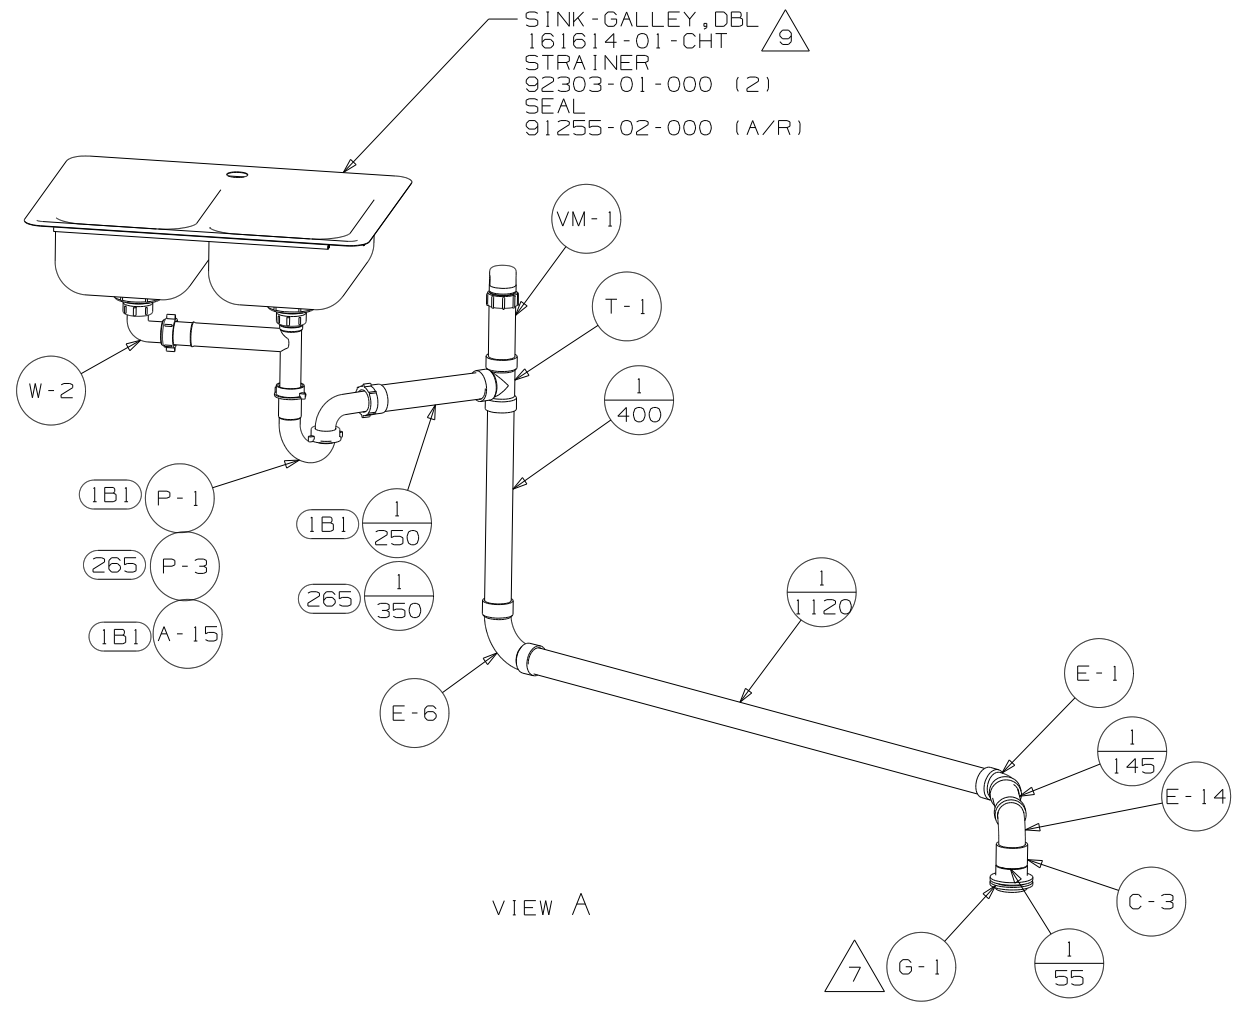 SINK-GALLEY,DBL
161614-01-CHT
9
STRAINER
92303-01-000 (2)
SEAL
91255-02-000 (A/R)
VM-1
T-1
W-2
1
400
1B1
P-1
265
P-3
1B1
A-15
1B1
1
250
265
1
350
1
1120
E-6
E-1
1
145
E-14
C-3
VIEW A
7
G-1
1
55